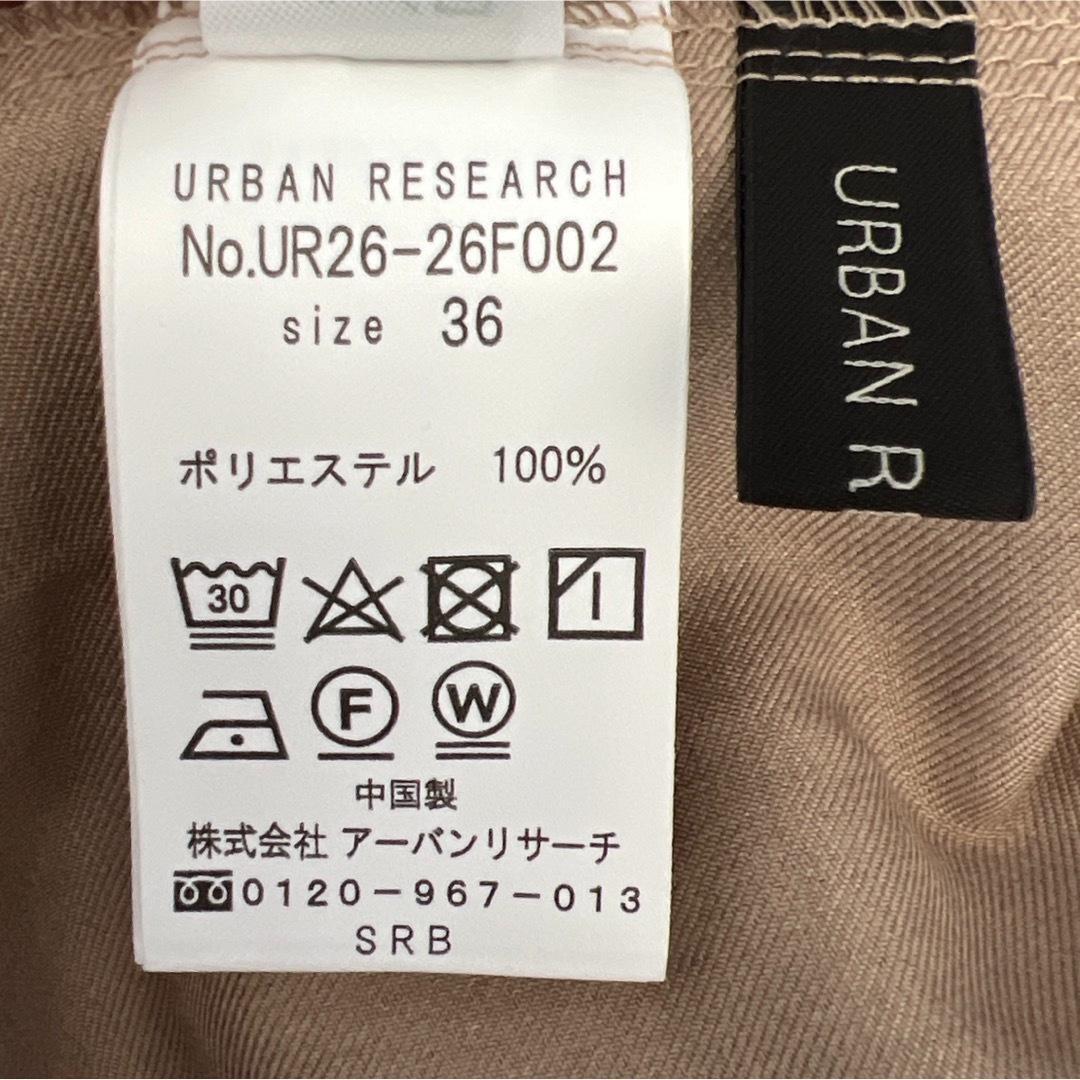 URBAN RESEARCH
No.UR26-26F002
size 36
ポリエステル 100%
30
F
W
中国製
株式会社 アーバンリサーチ
0120-967-013
SRB
URBAN R